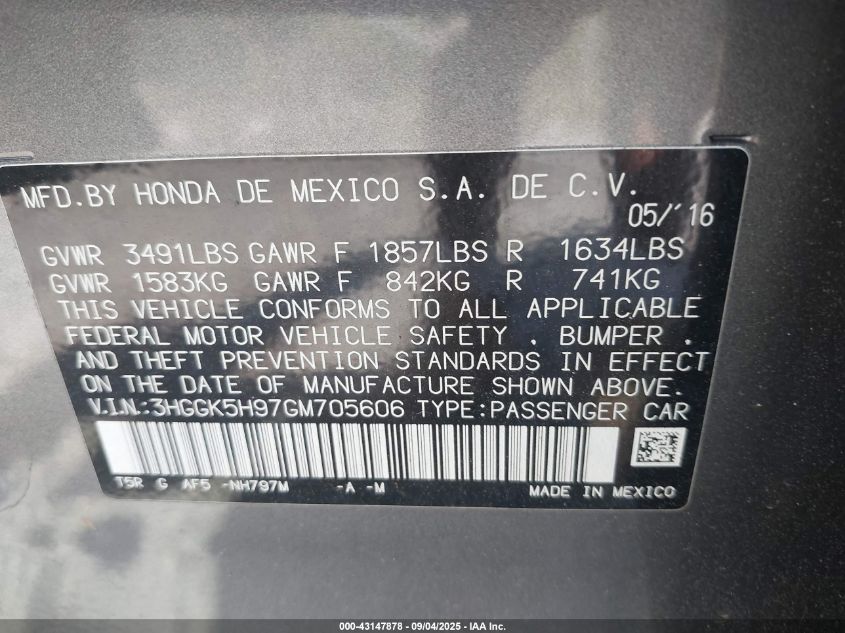 MFD.BY HONDA DE MEXICO S.A. DE C.V.
05/'16
GVWR 3491LBS GAWR F 1857LBS R 1634LBS
GVWR 1583KG GAWR F 842KG R 741KG
THIS VEHICLE CONFORMS TO ALL APPLICABLE
FEDERAL MOTOR VEHICLE SAFETY , BUMPER ,
AND THEFT PREVENTION STANDARDS IN EFFECT
ON THE DATE OF MANUFACTURE SHOWN ABOVE.
V.I.N.:3HGGK5H97GM705606 TYPE:PASSENGER CAR
T5R G AF5 -NH797M -A -M MADE IN MEXICO
000-43147878 - 09/04/2025 - IAA Inc.